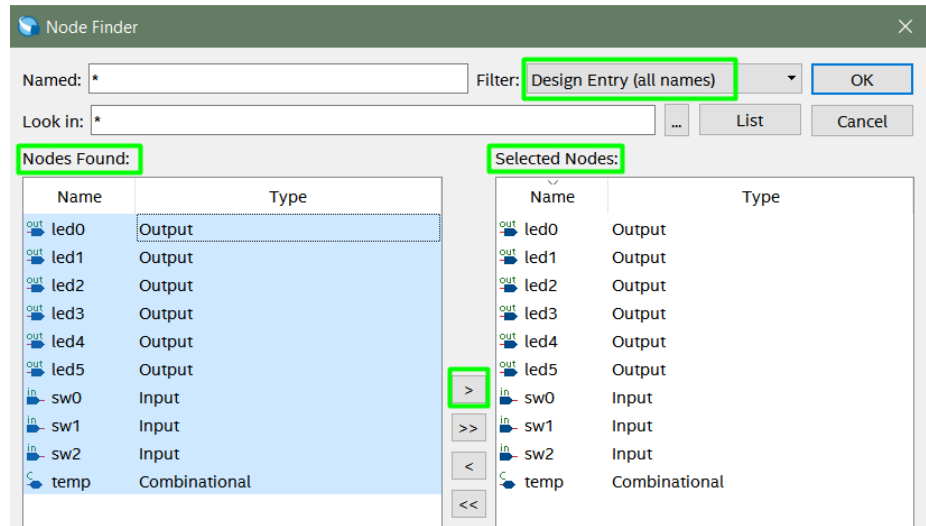 Node Finder
Named: * Filter: Design Entry (all names) OK
Look in: * ... List Cancel
Nodes Found: Selected Nodes:
Name Type Name Type
out led0 Output out led0 Output
out led1 Output out led1 Output
out led2 Output out led2 Output
out led3 Output out led3 Output
out led4 Output out led4 Output
out led5 Output out led5 Output
in sw0 Input > in sw0 Input
in sw1 Input >> in sw1 Input
in sw2 Input < in sw2 Input
C temp Combinational C temp Combinational
<<